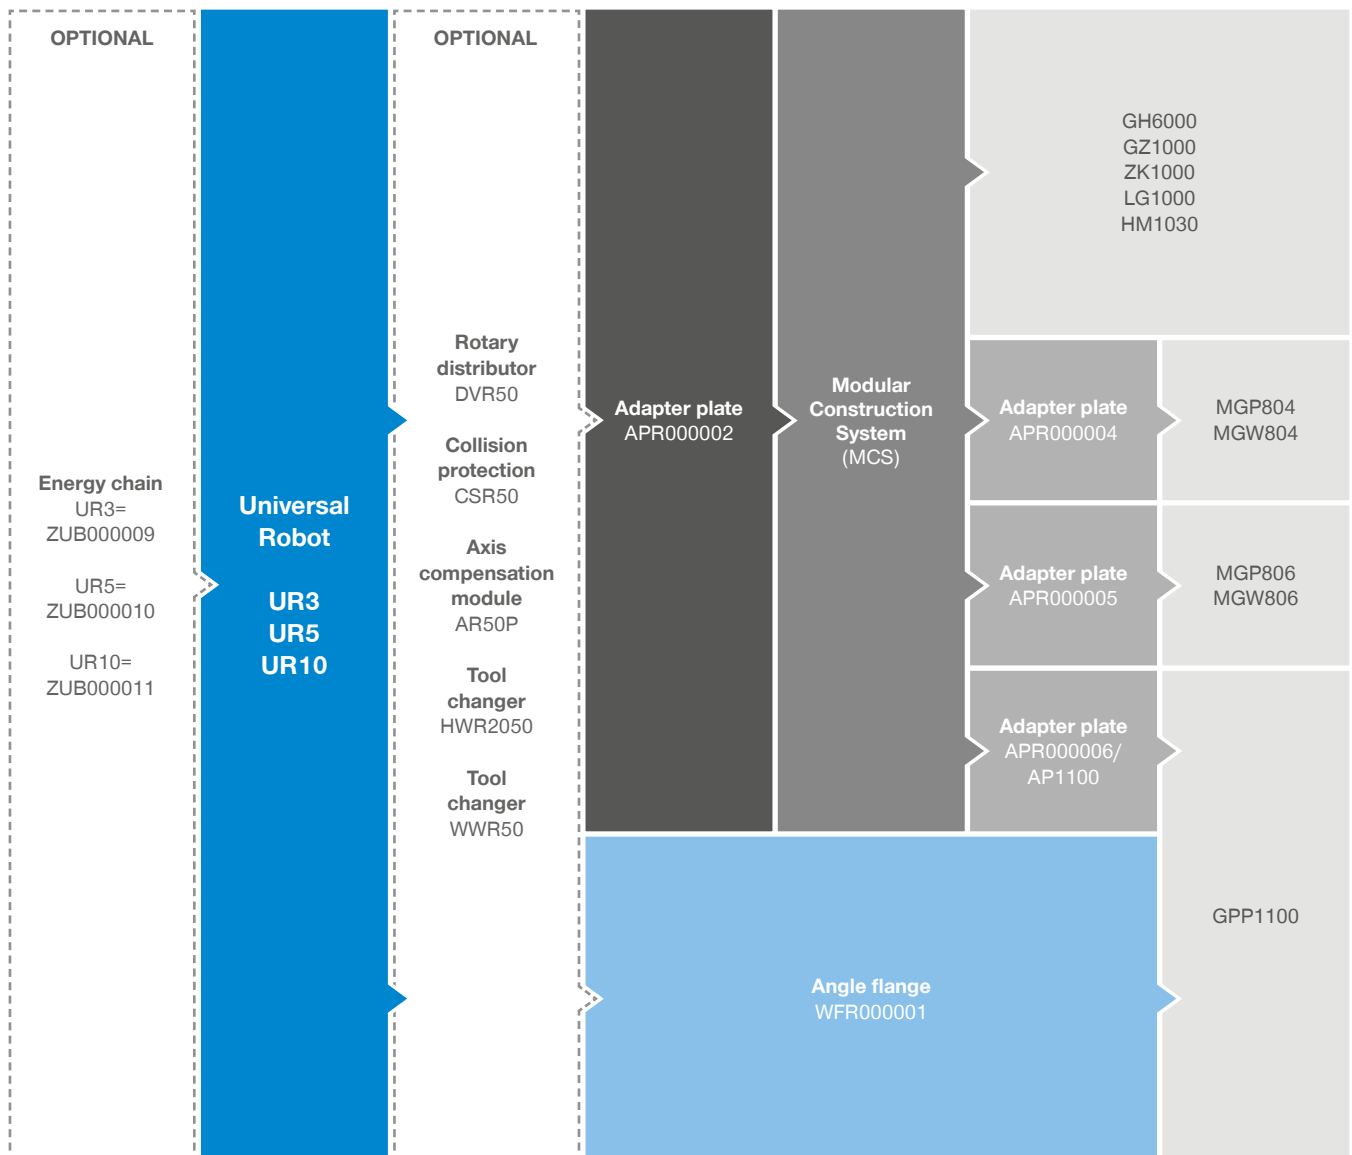 OPTIONAL
Energy chain
UR3=
ZUB000009
UR5=
ZUB000010
UR10=
ZUB000011
Universal
Robot
UR3
UR5
UR10
OPTIONAL
Rotary
distributor
DVR50
Collision
protection
CSR50
Axis
compensation
module
AR50P
Tool
changer
HWR2050
Tool
changer
WWR50
Adapter plate
APR000002
Modular
Construction
System
(MCS)
GH6000
GZ1000
ZK1000
LG1000
HM1030
Adapter plate
APR000004
MGP804
MGW804
Adapter plate
APR000005
MGP806
MGW806
Adapter plate
APR000006/
AP1100
GPP1100
Angle flange
WFR000001